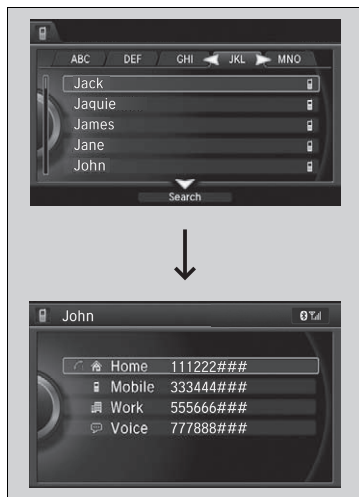 ABC DEF GHI JKL MNO
Jack
Jaquie
James
Jane
John
Search
John
Home 111222###
Mobile 333444###
Work 555666###
Voice 777888###